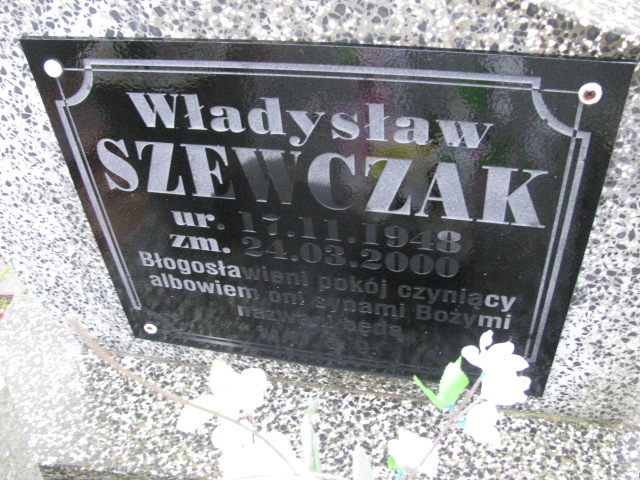 Władysław
SZEWCZAK
ur. 17.11.1948
zm. 24.03.2000
Błogosławieni pokój czyniący
albowiem oni synami Bożymi
nazwani będą